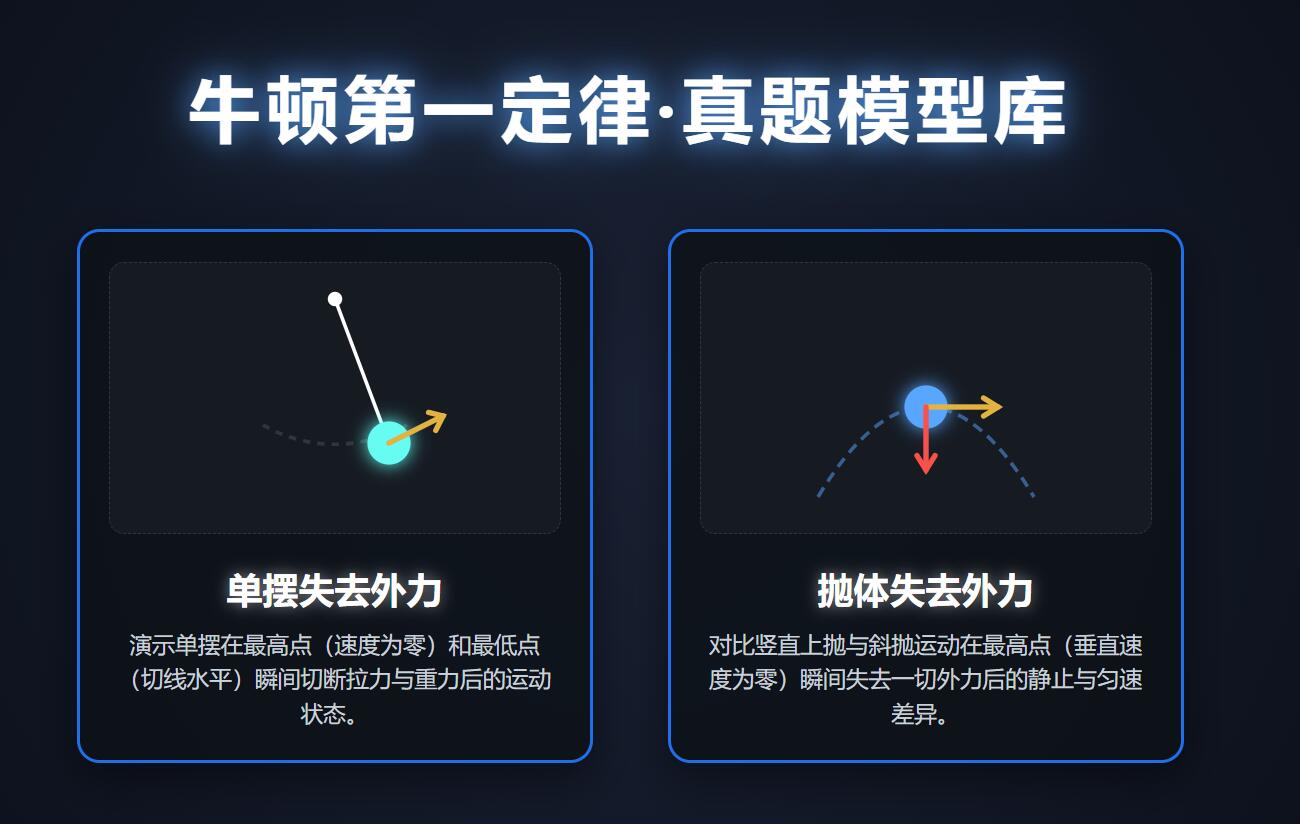 牛顿第一定律·真题模型库
单摆失去外力
演示单摆在最高点（速度为零）和最低点
（切线水平）瞬间切断拉力与重力后的运动
状态。
抛体失去外力
对比竖直上抛与斜抛运动在最高点（垂直速
度为零）瞬间失去一切外力后的静止与匀速
差异。